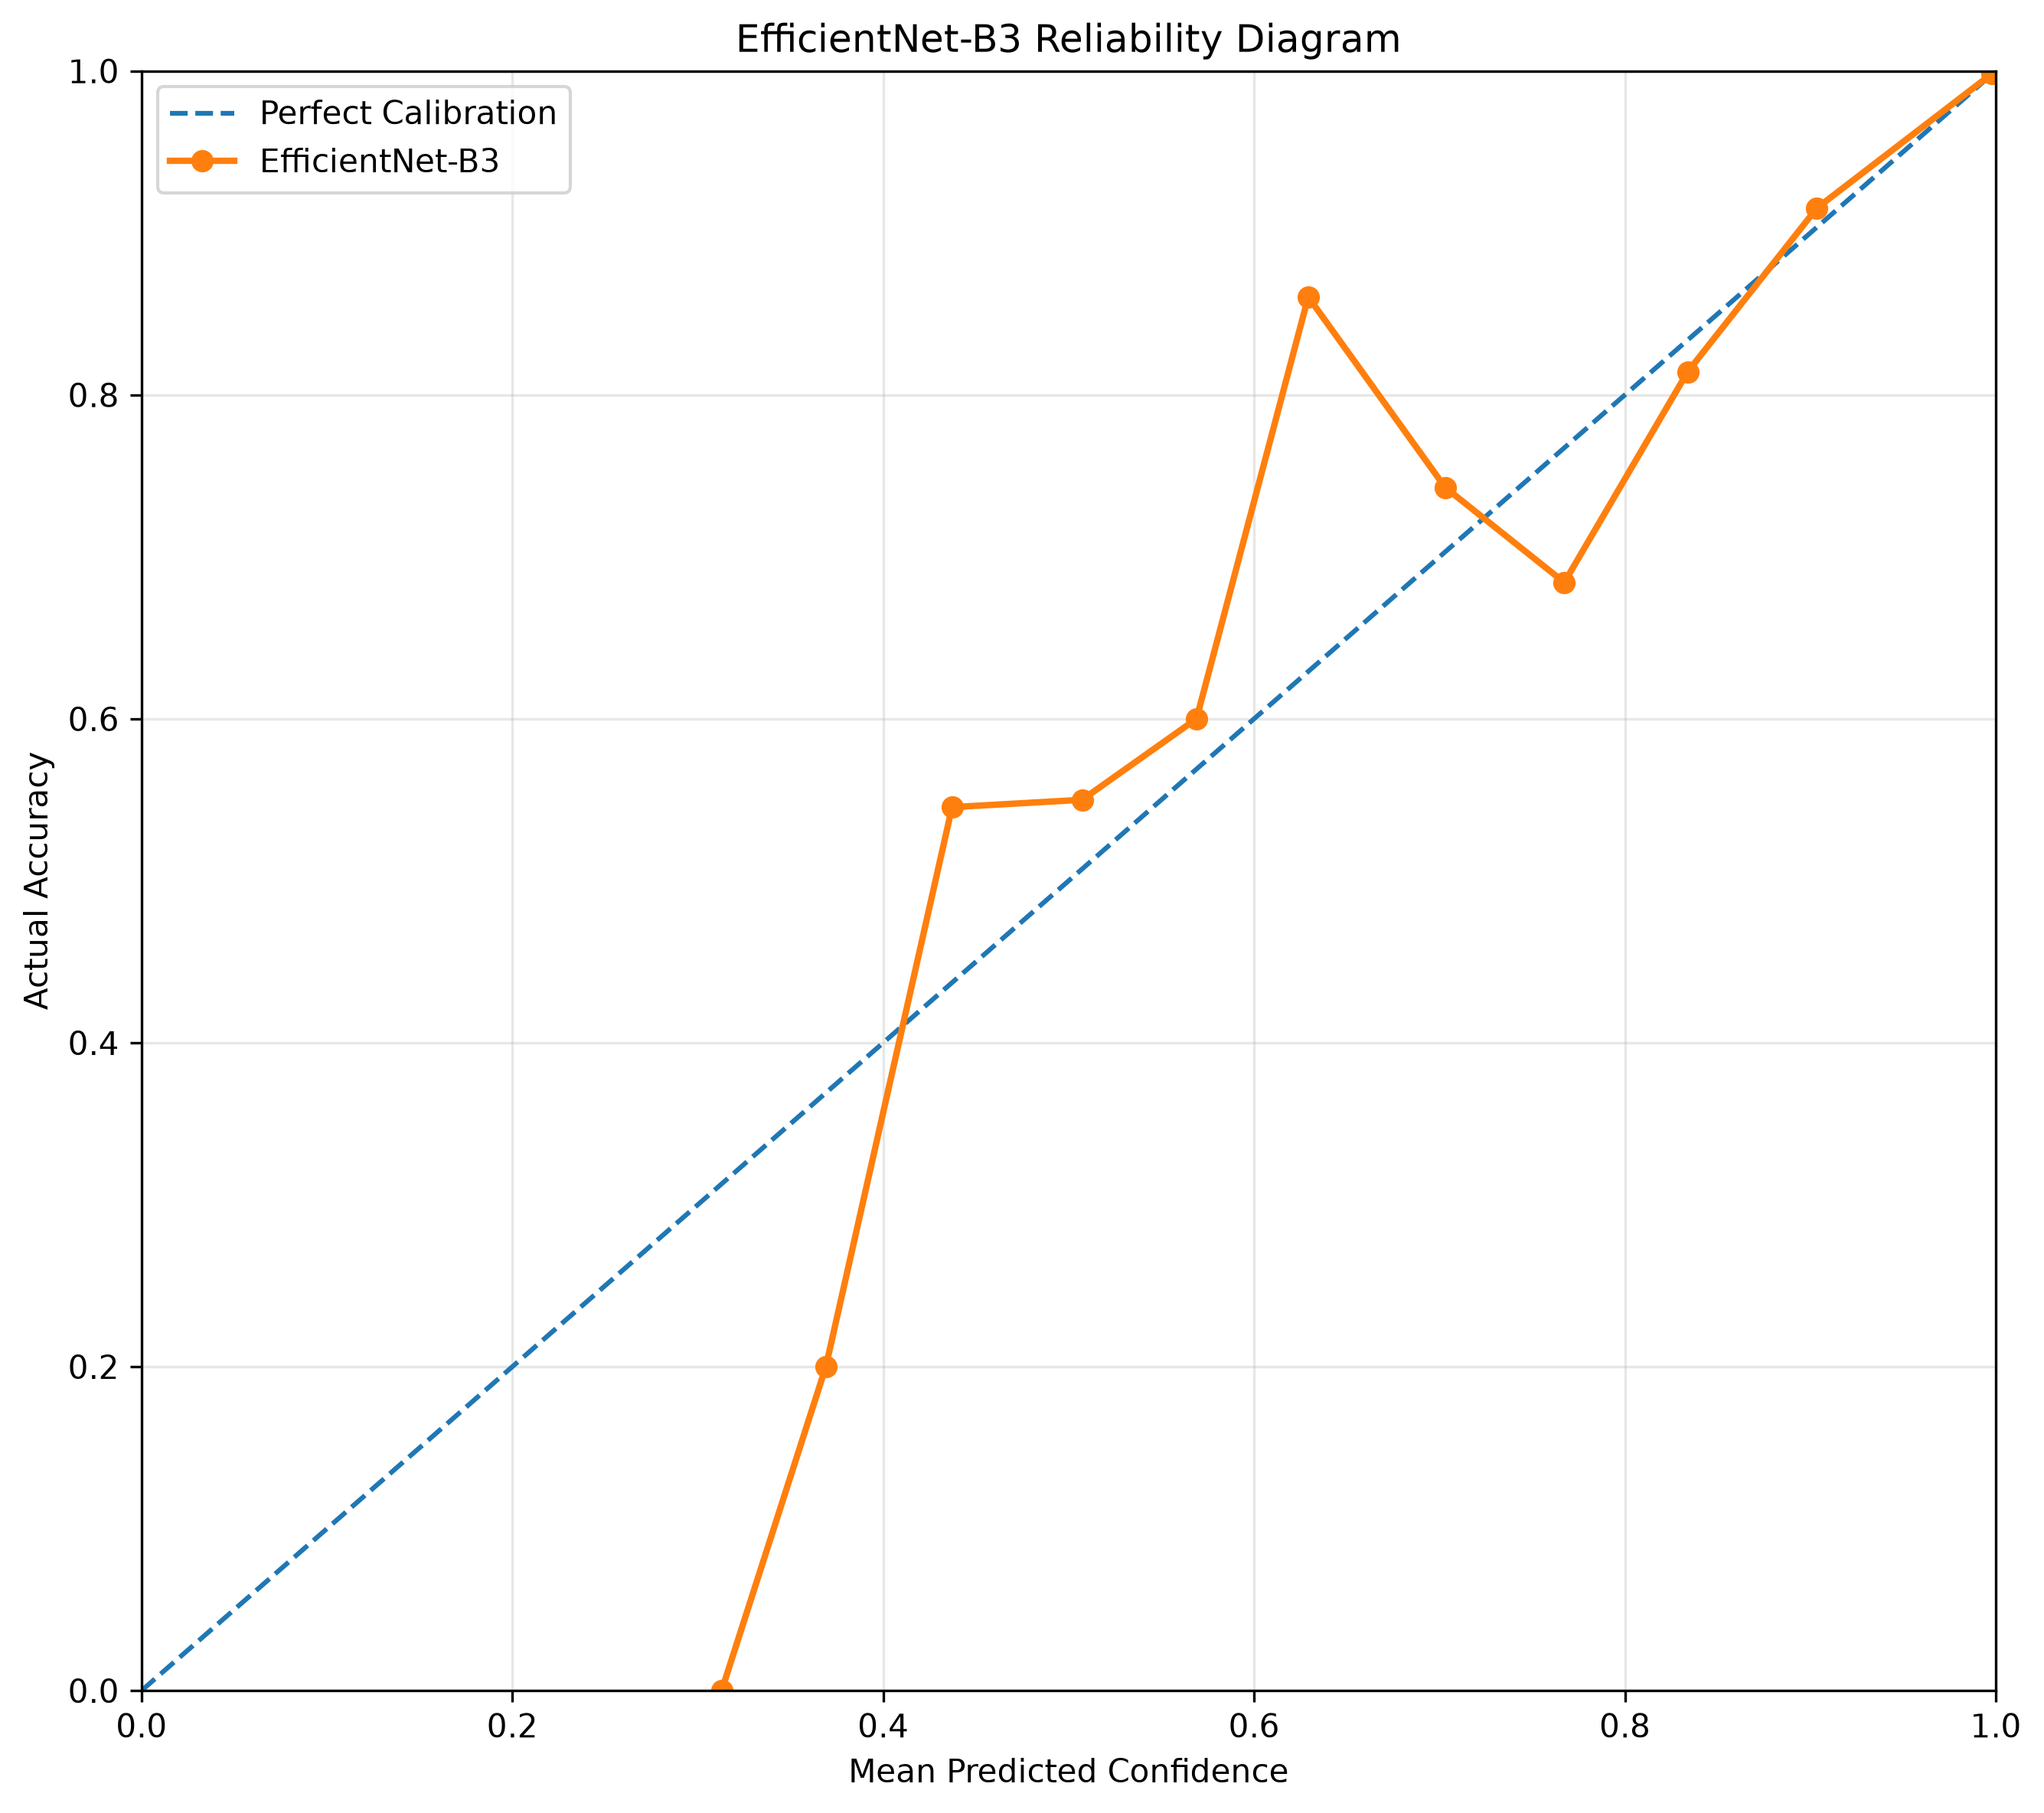 EfficientNet-B3 Reliability Diagram
Perfect Calibration
EfficientNet-B3
1.0
0.8
0.6
0.4
0.2
0.0
Actual Accuracy
0.0 0.2 0.4 0.6 0.8 1.0
Mean Predicted Confidence